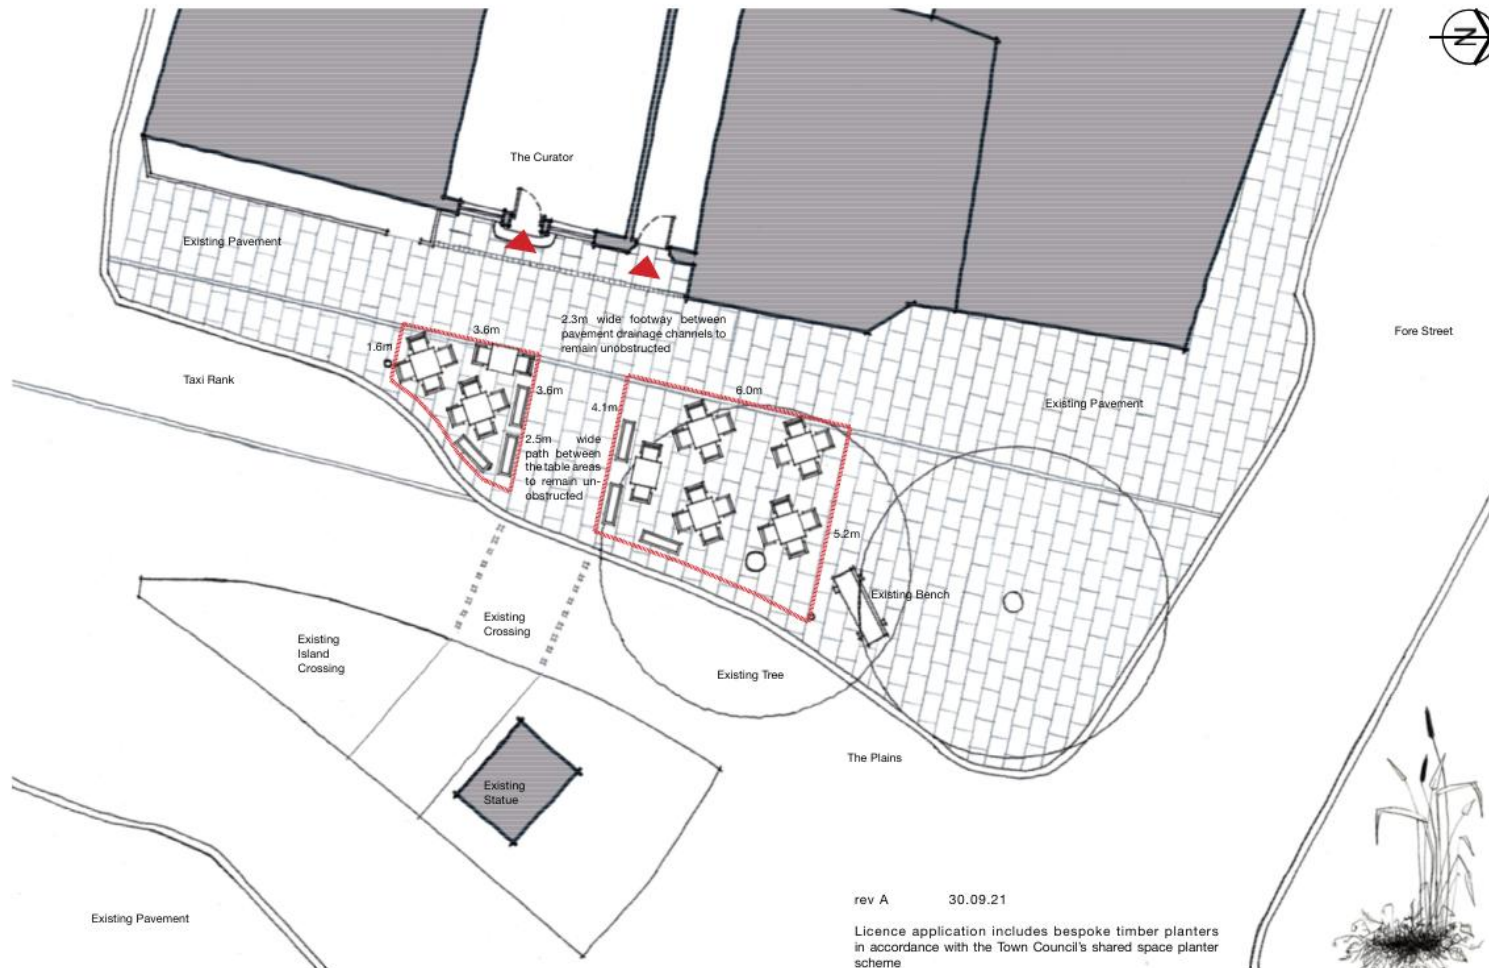 N
The Curator
Existing Pavement
3.6m
2.3m wide footway between
pavement drainage channels to
remain unobstructed
1.6m
Fore Street
Taxi Rank
3.6m
6.0m
4.1m
Existing Pavement
2.5m wide
path between
the table areas
to remain un-
obstructed
5.2m
Existing Bench
Existing
Crossing
Existing
Island
Crossing
Existing Tree
The Plains
Existing
Statue
Existing Pavement
rev A 30.09.21
Licence application includes bespoke timber planters
in accordance with the Town Council's shared space planter
scheme